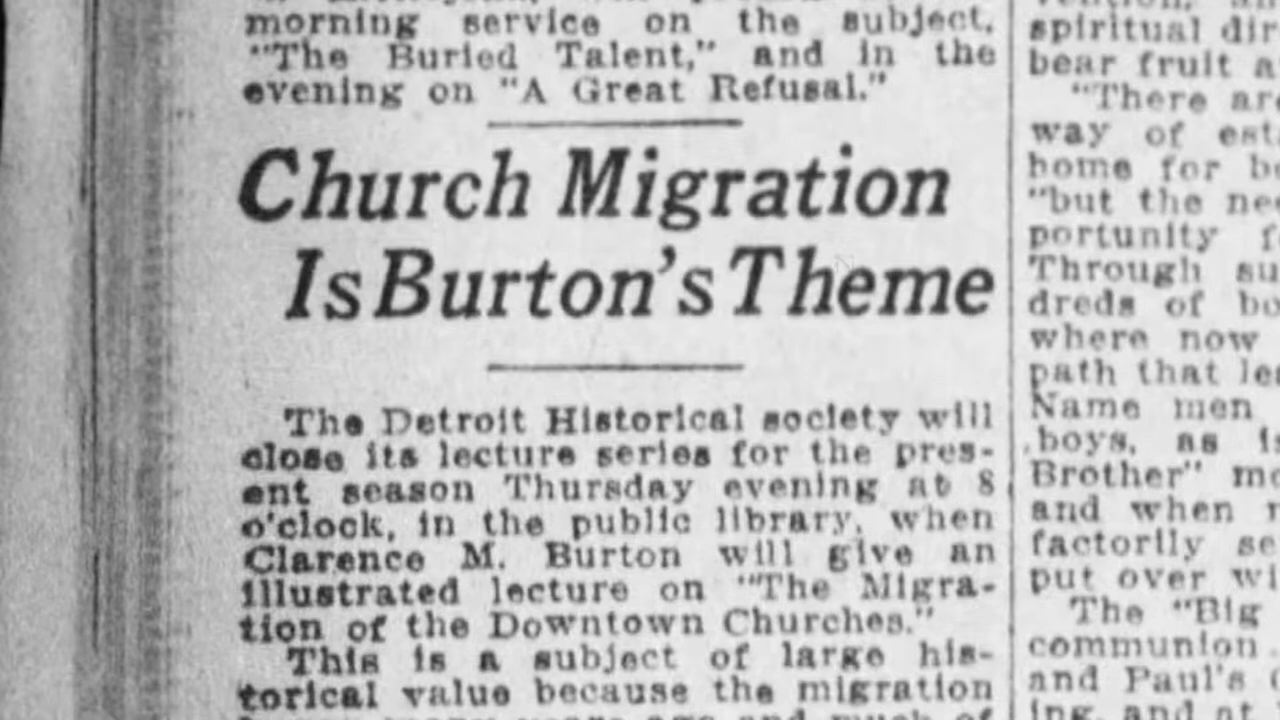 morning service on the subject,
"The Buried Talent," and in the
evening on "A Great Refusal."
Church Migration
Is Burton's Theme
The Detroit Historical society will
close its lecture series for the pres-
ent season Thursday evening at 8
o'clock, in the public library, when
Clarence M. Burton will give an
illustrated lecture on "The Migra-
tion of the Downtown Churches."
This is a subject of large his-
torical value because the migration
spiritual
bear fruit
"There
way of
home for
"but the
portunity
Through
dreds of
where now
path that
Name men
boys, as
Brother"
and when
factorily
put over
The "Big
communion
and Paul's
ing, and at